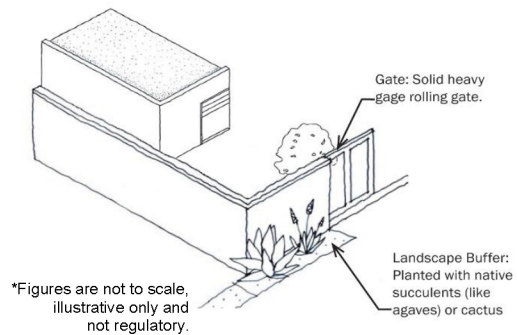 Gate: Solid heavy
gage rolling gate.
Landscape Buffer:
Planted with native
succulents (like
agaves) or cactus
*Figures are not to scale,
illustrative only and
not regulatory.